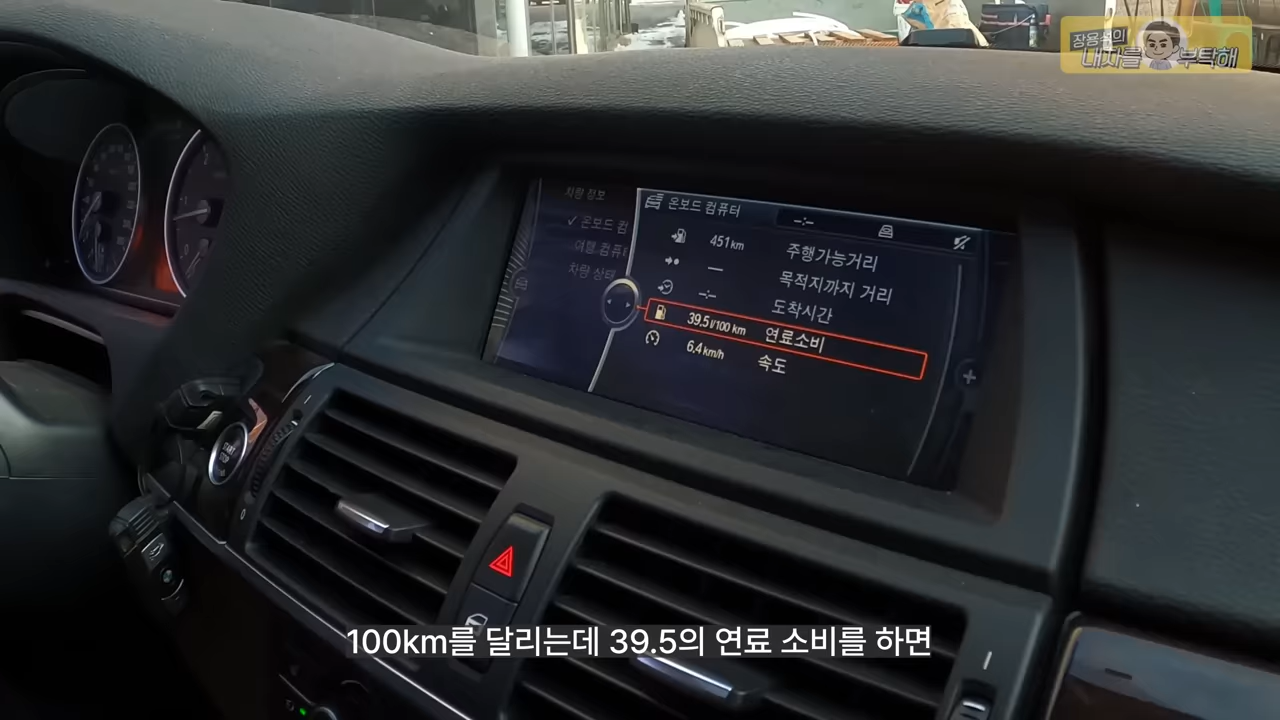 장용석의
내차를 부탁해
차량 정보
✓ 온보드 컴
여행 컴퓨터
차량 상태
온보드 컴퓨터
--:--
451 km 주행가능거리
--- 목적지까지 거리
--:-- 도착시간
39.5 l/100 km 연료소비
6.4 km/h 속도
START
STOP
100km를 달리는데 39.5의 연료 소비를 하면